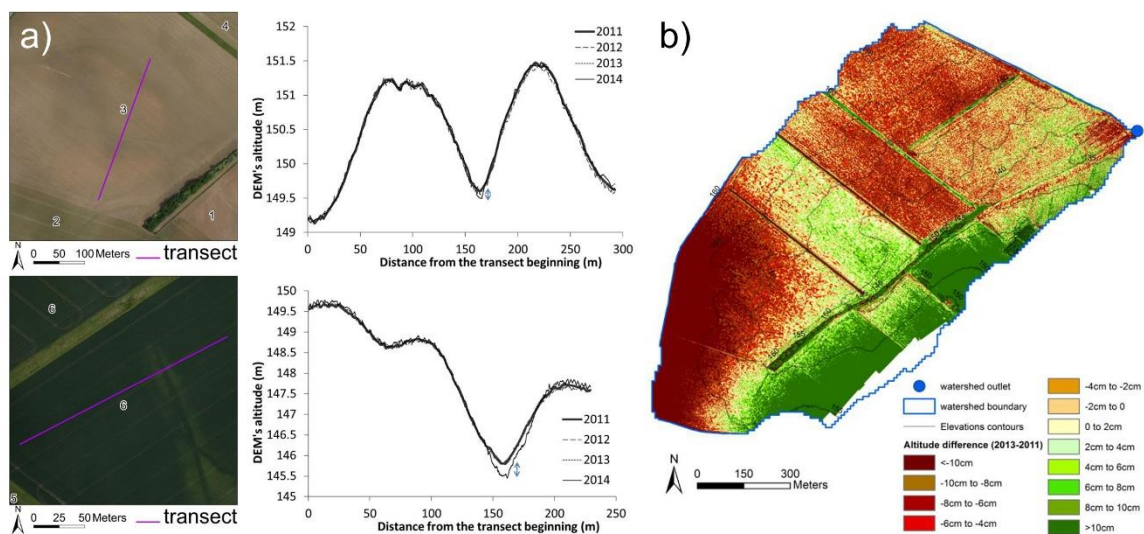 a)
4
3
2
1
N
0 50 100 Meters
transect
152
151.5
151
150.5
150
149.5
149
DEM's altitude (m)
2011
2012
2013
2014
0 50 100 150 200 250 300
Distance from the transect beginning (m)
6
6
5
N
0 25 50 Meters
transect
150
149.5
149
148.5
148
147.5
147
146.5
146
145.5
145
DEM's altitude (m)
2011
2012
2013
2014
0 50 100 150 200 250
Distance from the transect beginning (m)
b)
160
140
160
N
0 150 300
Meters
watershed outlet
watershed boundary
Elevations contours
Altitude difference (2013-2011)
<-10cm
-10cm to -8cm
-8cm to -6cm
-6cm to -4cm
-4cm to -2cm
-2cm to 0
0 to 2cm
2cm to 4cm
4cm to 6cm
6cm to 8cm
8cm to 10cm
>10cm